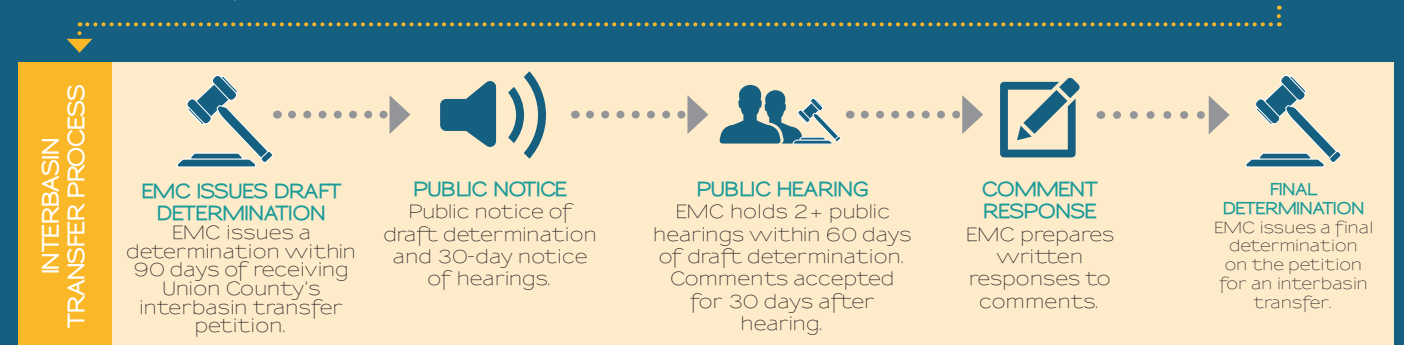 INTERBASIN
TRANSFER PROCESS
EMC ISSUES DRAFT
DETERMINATION
EMC issues a
determination within
90 days of receiving
Union County's
interbasin transfer
petition.
PUBLIC NOTICE
Public notice of
draft determination
and 30-day notice
of hearings.
PUBLIC HEARING
EMC holds 2+ public
hearings within 60 days
of draft determination.
Comments accepted
for 30 days after
hearing.
COMMENT
RESPONSE
EMC prepares
written
responses to
comments.
FINAL
DETERMINATION
EMC issues a final
determination
on the petition
for an interbasin
transfer.